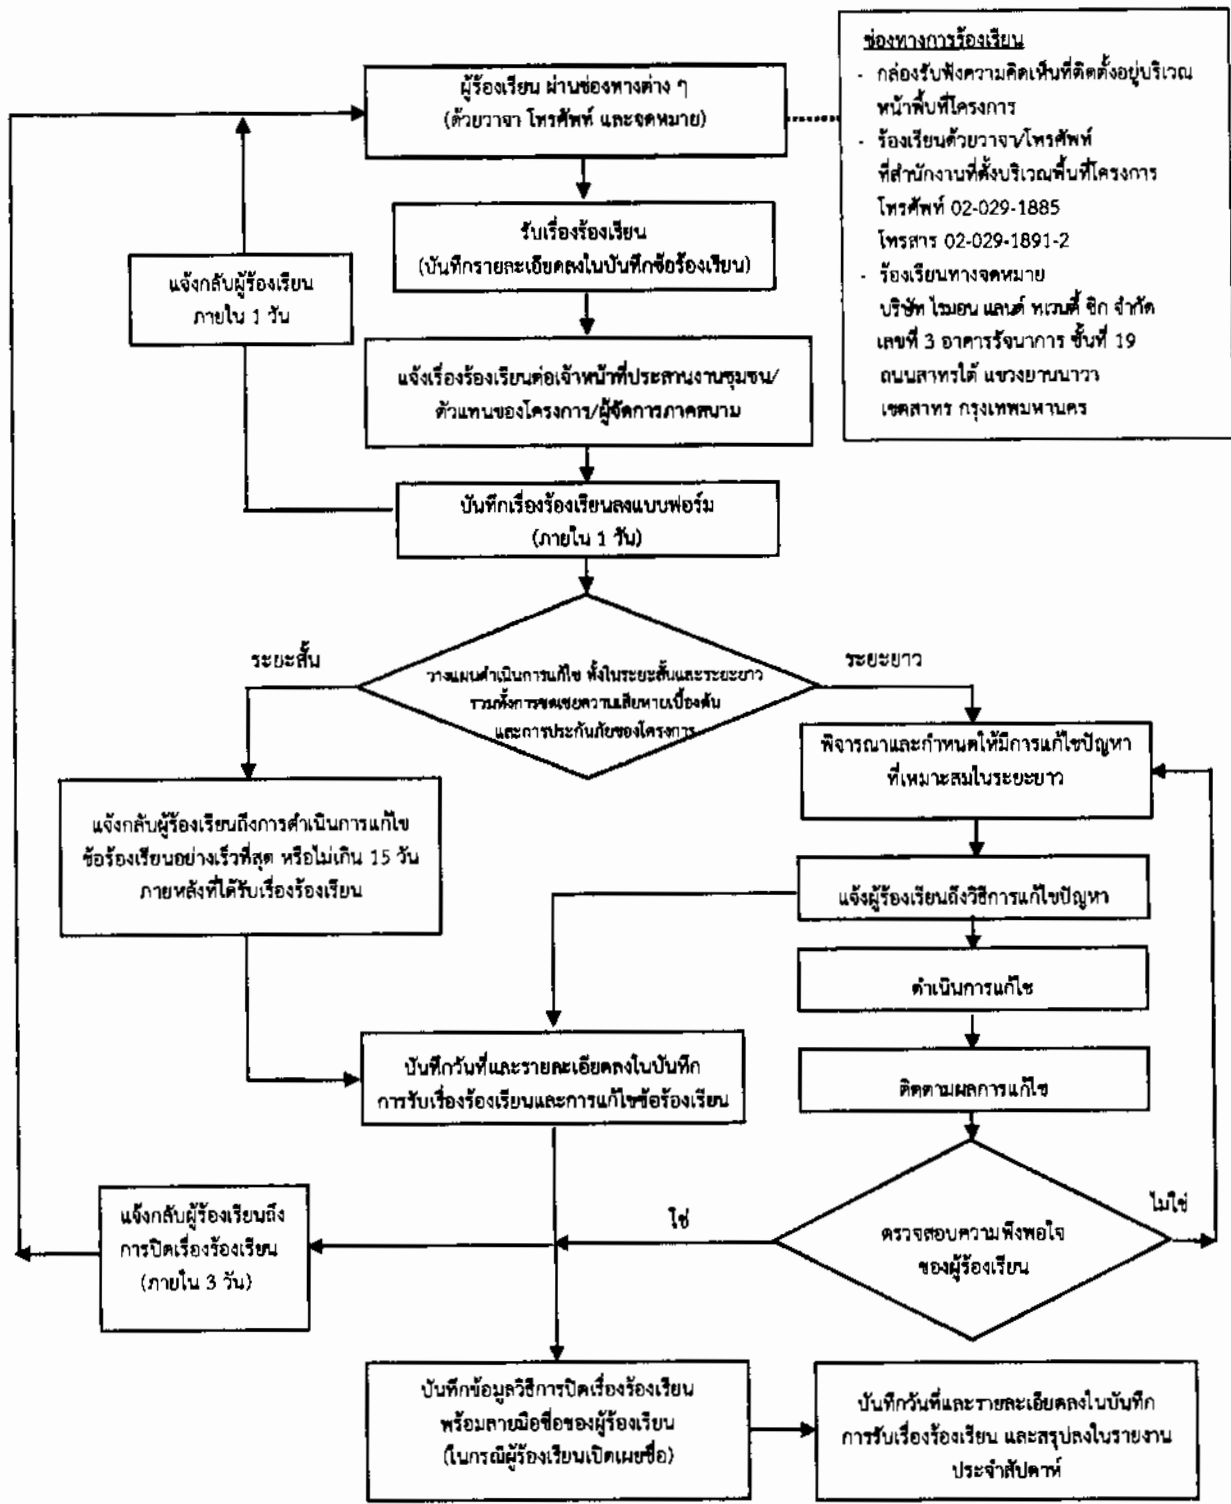 ช่องทางการร้องเรียน
- กล่องรับฟังความคิดเห็นที่ติดตั้งอยู่บริเวณ
หน้าพื้นที่โครงการ
- ร้องเรียนด้วยวาจา/โทรศัพท์
ที่สำนักงานที่ตั้งบริเวณพื้นที่โครงการ
โทรศัพท์ 02-029-1885
โทรสาร 02-029-1891-2
- ร้องเรียนทางจดหมาย
บริษัท ไรมอน แลนด์ ทเวนตี้ ซิก จำกัด
เลขที่ 3 อาคารรัจนาการ ชั้นที่ 19
ถนนสาทรใต้ แขวงยานนาวา
เขตสาทร กรุงเทพมหานคร
ผู้ร้องเรียน ผ่านช่องทางต่าง ๆ
(ด้วยวาจา โทรศัพท์ และจดหมาย)
รับเรื่องร้องเรียน
(บันทึกรายละเอียดลงในบันทึกข้อร้องเรียน)
แจ้งกลับผู้ร้องเรียน
ภายใน 1 วัน
แจ้งเรื่องร้องเรียนต่อเจ้าหน้าที่ประสานงานชุมชน/
ตัวแทนของโครงการ/ผู้จัดการภาคสนาม
บันทึกเรื่องร้องเรียนลงแบบฟอร์ม
(ภายใน 1 วัน)
ระยะสั้น
วางแผนดำเนินการแก้ไข ทั้งในระยะสั้นและระยะยาว
รวมทั้งการชดเชยความเสียหายเบื้องต้น
และการประกันภัยของโครงการ
ระยะยาว
พิจารณาและกำหนดให้มีการแก้ไขปัญหา
ที่เหมาะสมในระยะยาว
แจ้งกลับผู้ร้องเรียนถึงการดำเนินการแก้ไข
ข้อร้องเรียนอย่างเร็วที่สุด หรือไม่เกิน 15 วัน
ภายหลังที่ได้รับเรื่องร้องเรียน
แจ้งผู้ร้องเรียนถึงวิธีการแก้ไขปัญหา
ดำเนินการแก้ไข
บันทึกวันที่และรายละเอียดลงในบันทึก
การรับเรื่องร้องเรียนและการแก้ไขข้อร้องเรียน
ติดตามผลการแก้ไข
แจ้งกลับผู้ร้องเรียนถึง
การปิดเรื่องร้องเรียน
(ภายใน 3 วัน)
ใช่
ตรวจสอบความพึงพอใจ
ของผู้ร้องเรียน
ไม่ใช่
บันทึกข้อมูลวิธีการปิดเรื่องร้องเรียน
พร้อมลายมือชื่อของผู้ร้องเรียน
(ในกรณีผู้ร้องเรียนเปิดเผยชื่อ)
บันทึกวันที่และรายละเอียดลงในบันทึก
การรับเรื่องร้องเรียน และสรุปลงในรายงาน
ประจำสัปดาห์